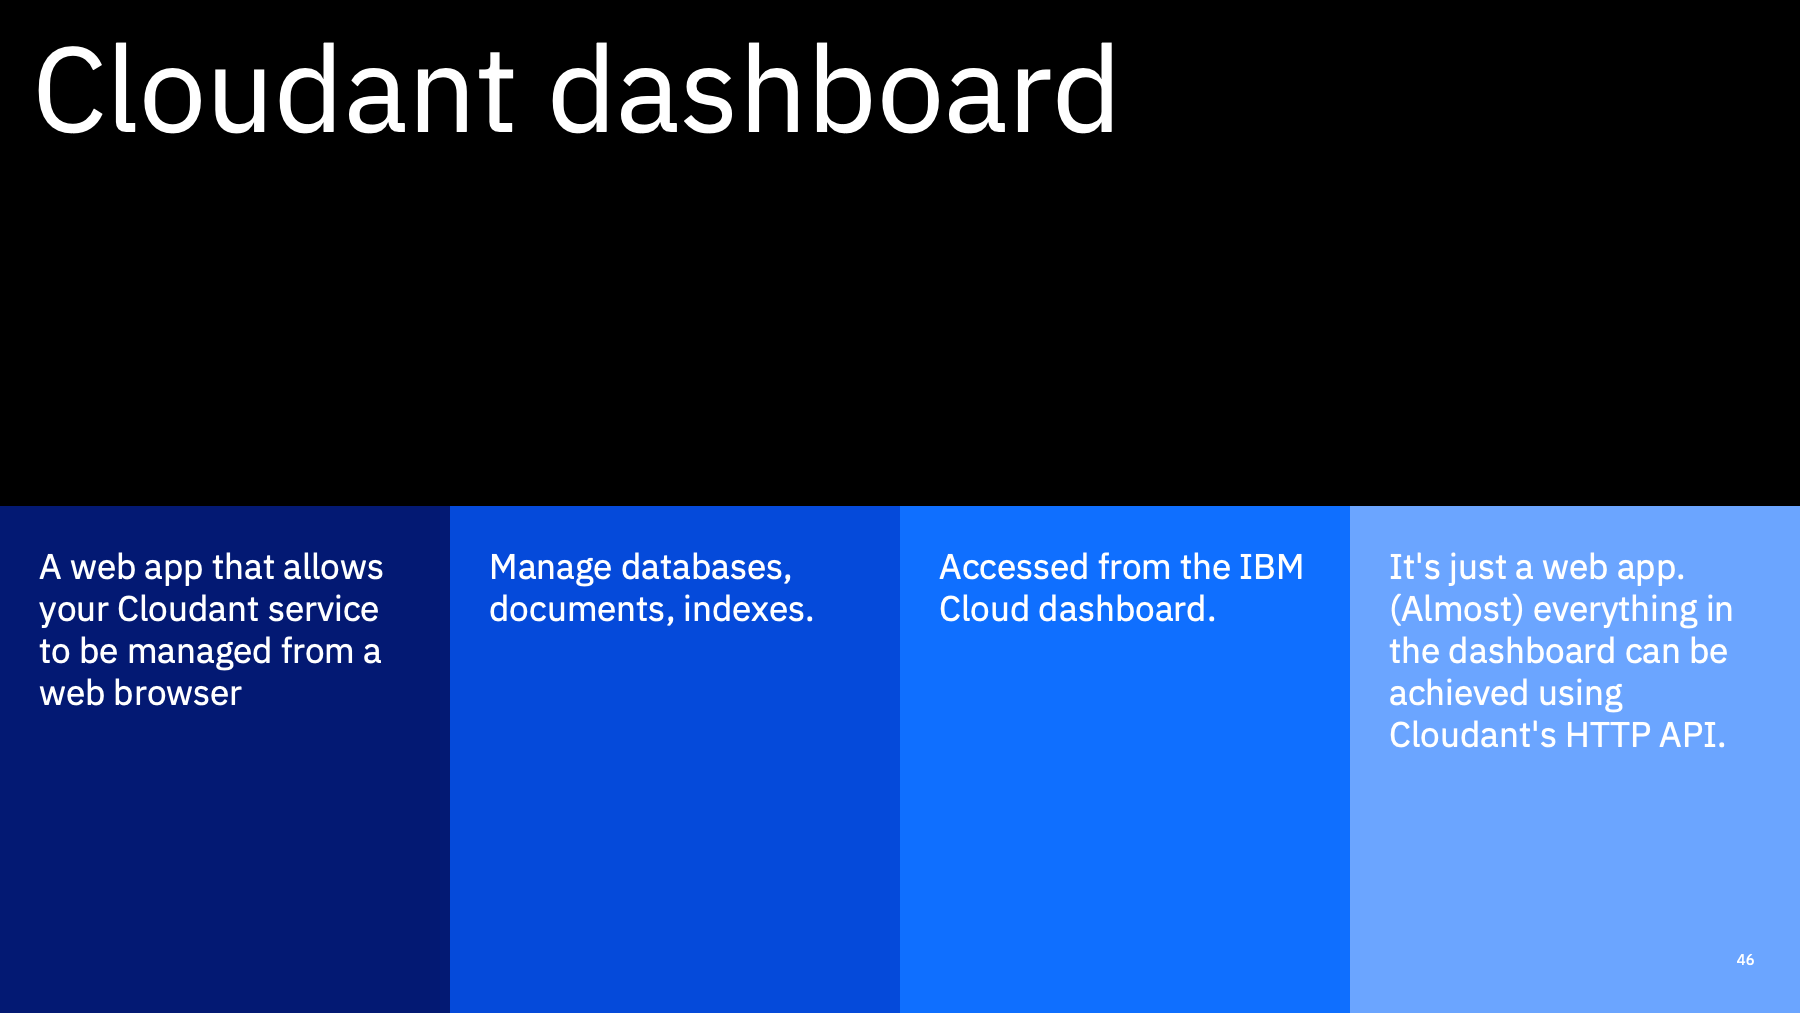 Cloudant dashboard
A web app that allows
your Cloudant service
to be managed from a
web browser
Manage databases,
documents, indexes.
Accessed from the IBM
Cloud dashboard.
It's just a web app.
(Almost) everything in
the dashboard can be
achieved using
Cloudant's HTTP API.
46